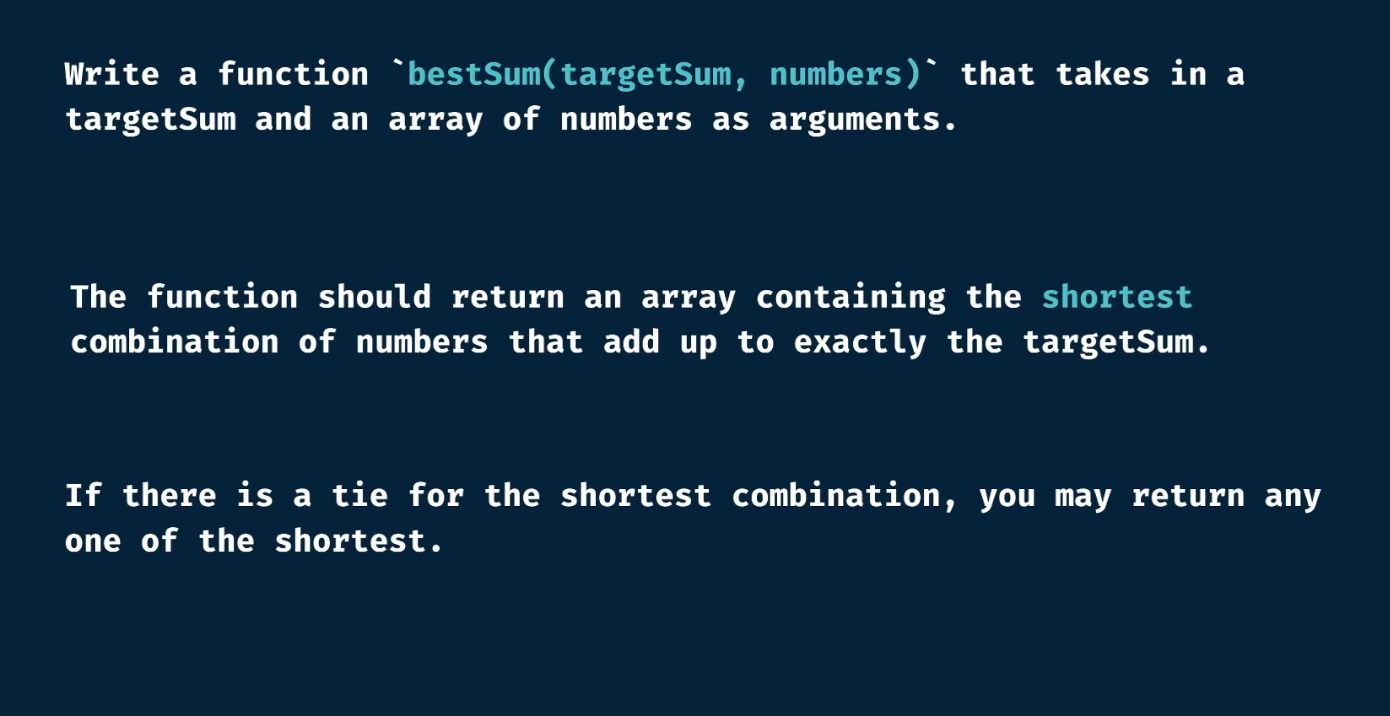 Write a function `bestSum(targetSum, numbers)` that takes in a
targetSum and an array of numbers as arguments.
The function should return an array containing the shortest
combination of numbers that add up to exactly the targetSum.
If there is a tie for the shortest combination, you may return any
one of the shortest.